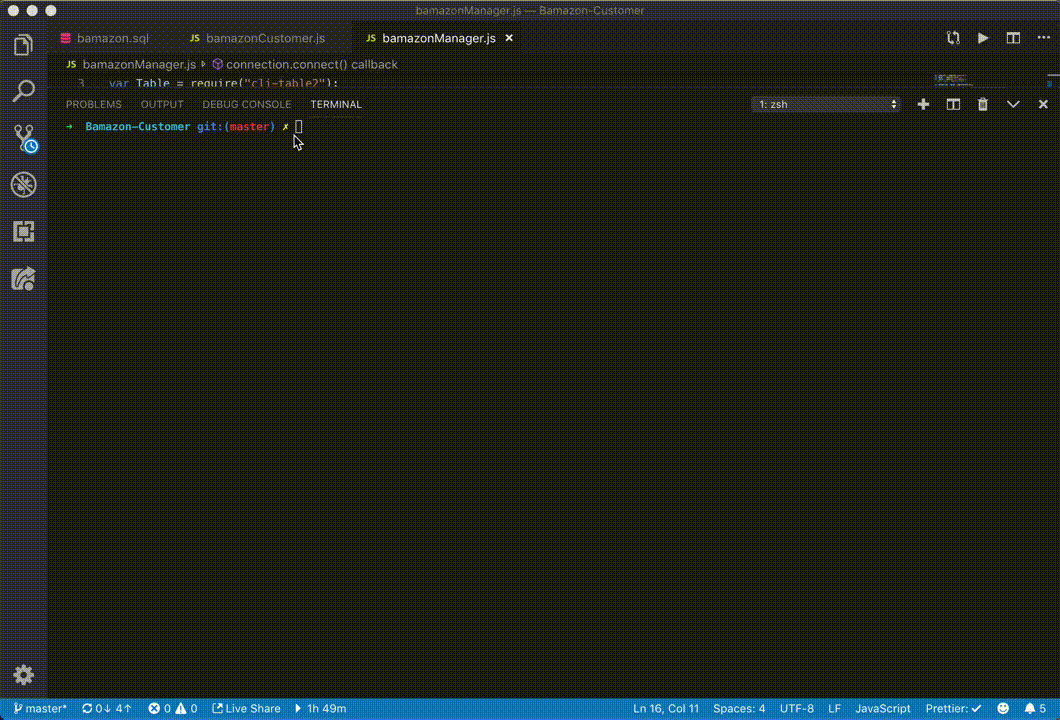 bamazonManager.js — Bamazon-Customer
bamazon.sql JS bamazonCustomer.js JS bamazonManager.js ×
JS bamazonManager.js connection.connect() callback
3 var Table = require("cli-table2");
PROBLEMS OUTPUT DEBUG CONSOLE TERMINAL 1: zsh
→ Bamazon-Customer git:(master) ✗
master* 0↓ 4↑ 0 0 Live Share 1h 49m Ln 16, Col 11 Spaces: 4 UTF-8 LF JavaScript Prettier: ✓ 5